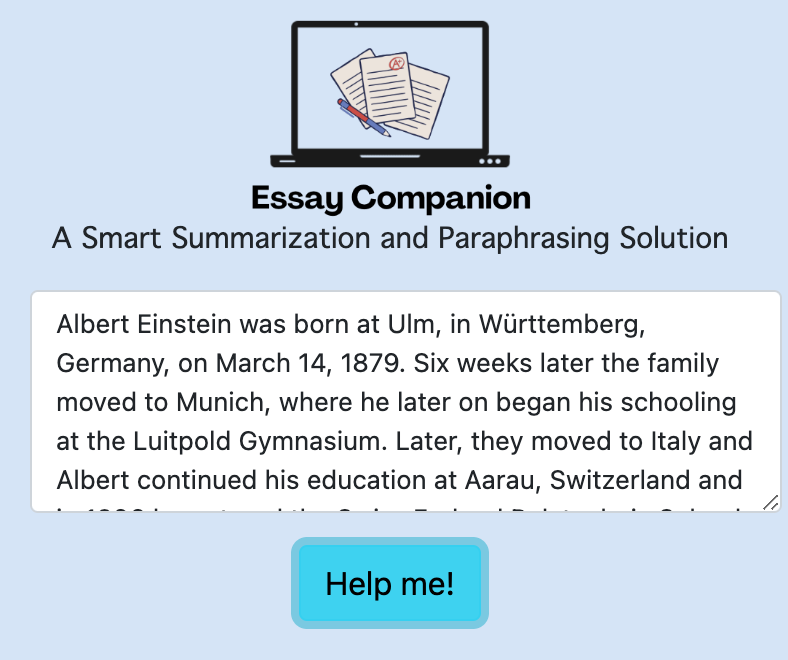 A+
Essay Companion
A Smart Summarization and Paraphrasing Solution
Albert Einstein was born at Ulm, in Württemberg,
Germany, on March 14, 1879. Six weeks later the family
moved to Munich, where he later on began his schooling
at the Luitpold Gymnasium. Later, they moved to Italy and
Albert continued his education at Aarau, Switzerland and
Help me!